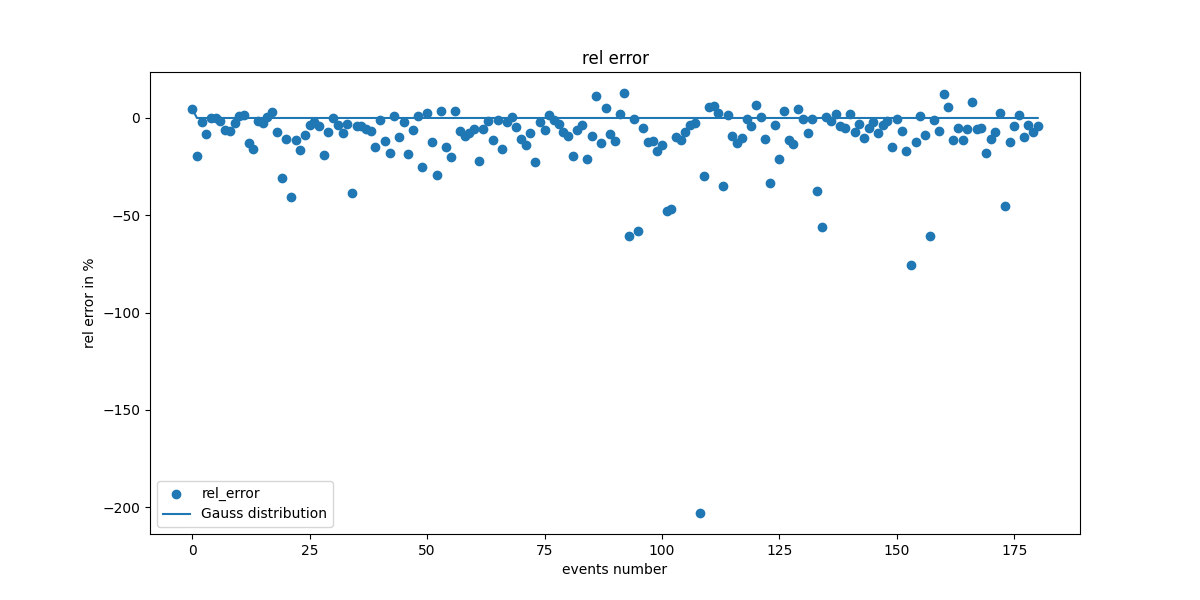 rel error
rel error in %
0
−50
−100
−150
−200
rel_error
Gauss distribution
0
25
50
75
100
125
150
175
events number